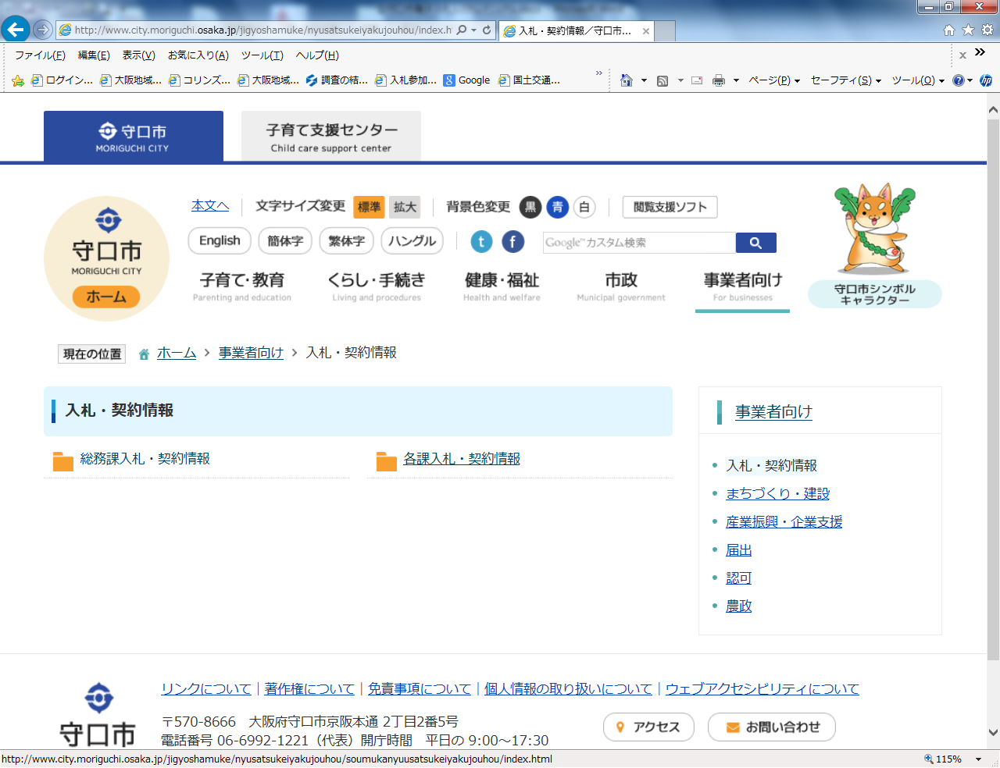 http://www.city.moriguchi.osaka.jp/jigyoshamuke/nyusatsukeiyakujouhou/index.h
入札・契約情報／守口市...
ファイル(F) 編集(E) 表示(V) お気に入り(A) ツール(T) ヘルプ(H)
ログイン... 大阪地域... コリンズ... 大阪地域... 調査の結... 入札参加... Google 国土交通... ページ(P) セーフティ(S) ツール(O)
守口市
MORIGUCHI CITY
子育て支援センター
Child care support center
本文へ 文字サイズ変更 標準 拡大 背景色変更 黒 青 白 閲覧支援ソフト
English 簡体字 繁体字 ハングル Google™カスタム検索
守口市
MORIGUCHI CITY
ホーム
子育て・教育
Parenting and education
くらし・手続き
Living and procedures
健康・福祉
Health and welfare
市政
Municipal government
事業者向け
For businesses
守口市シンボル
キャラクター
現在の位置 ホーム 事業者向け 入札・契約情報
入札・契約情報
総務課入札・契約情報
各課入札・契約情報
事業者向け
入札・契約情報
まちづくり・建設
産業振興・企業支援
届出
認可
農政
守口市
リンクについて 著作権について 免責事項について 個人情報の取り扱いについて ウェブアクセシビリティについて
〒570-8666 大阪府守口市京阪本通 2丁目2番5号
電話番号 06-6992-1221（代表）開庁時間 平日の 9:00～17:30
アクセス お問い合わせ
http://www.city.moriguchi.osaka.jp/jigyoshamuke/nyusatsukeiyakujouhou/soumukanyuusatsukeiyakujouhou/index.html
115%